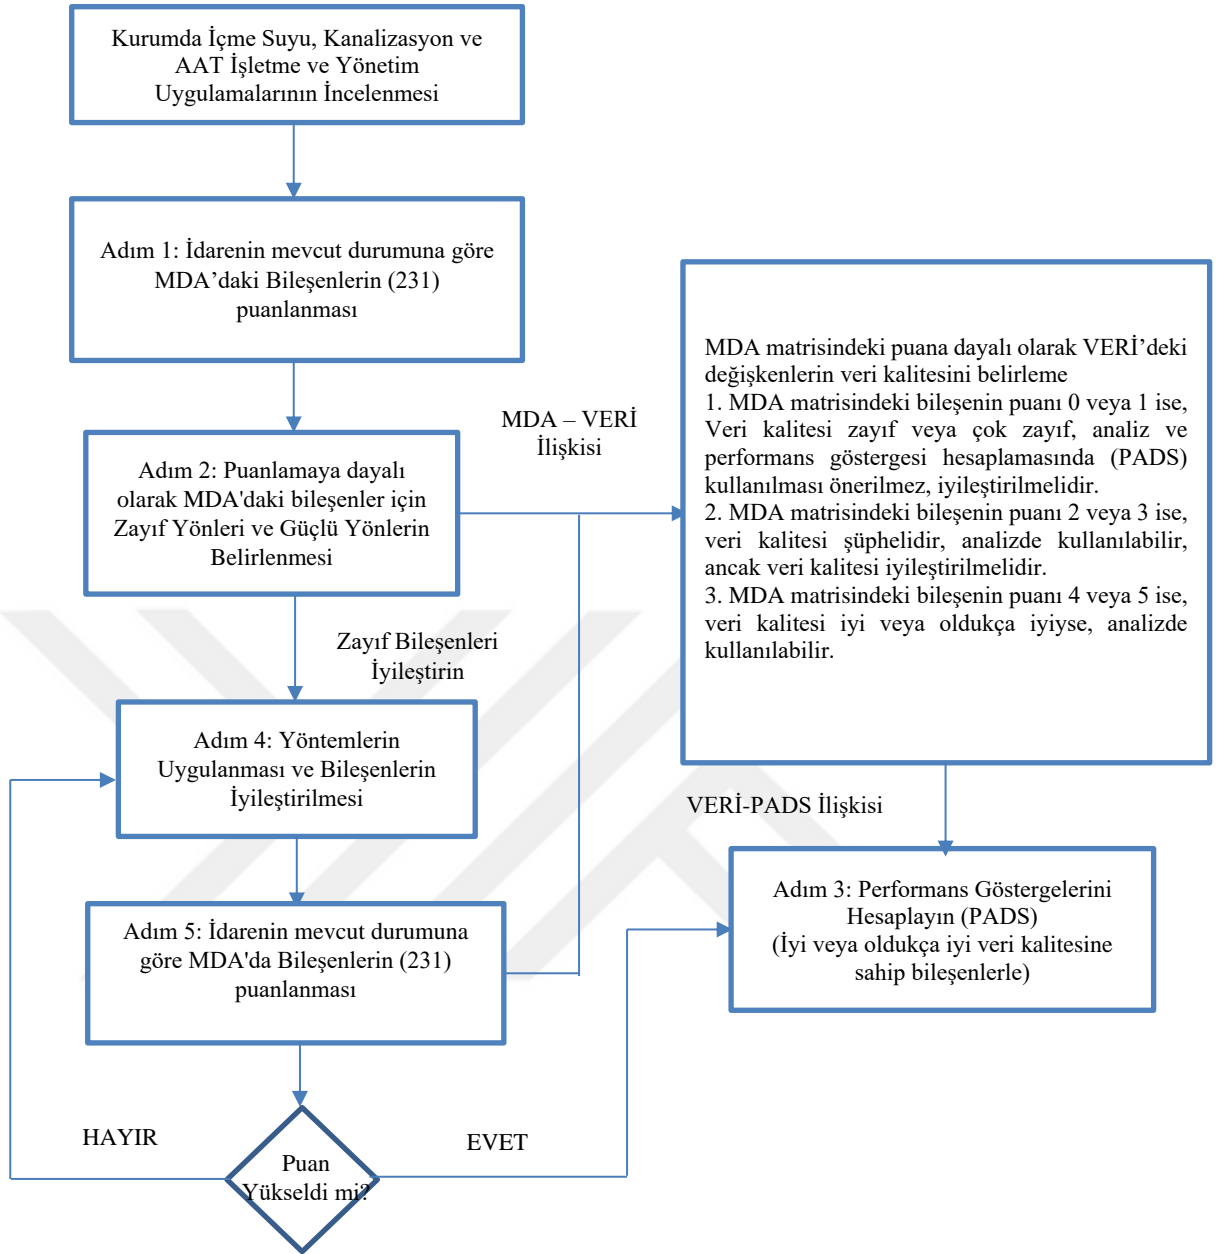 Kurumda İçme Suyu, Kanalizasyon ve
AAT İşletme ve Yönetim
Uygulamalarının İncelenmesi
Adım 1: İdarenin mevcut durumuna göre
MDA’daki Bileşenlerin (231)
puanlanması
Adım 2: Puanlamaya dayalı
olarak MDA'daki bileşenler için
Zayıf Yönleri ve Güçlü Yönlerin
Belirlenmesi
MDA – VERİ
İlişkisi
MDA matrisindeki puana dayalı olarak VERİ’deki
değişkenlerin veri kalitesini belirleme
1. MDA matrisindeki bileşenin puanı 0 veya 1 ise,
Veri kalitesi zayıf veya çok zayıf, analiz ve
performans göstergesi hesaplamasında (PADS)
kullanılması önerilmez, iyileştirilmelidir.
2. MDA matrisindeki bileşenin puanı 2 veya 3 ise,
veri kalitesi şüphelidir, analizde kullanılabilir,
ancak veri kalitesi iyileştirilmelidir.
3. MDA matrisindeki bileşenin puanı 4 veya 5 ise,
veri kalitesi iyi veya oldukça iyiyse, analizde
kullanılabilir.
Zayıf Bileşenleri
İyileştirin
Adım 4: Yöntemlerin
Uygulanması ve Bileşenlerin
İyileştirilmesi
VERİ-PADS İlişkisi
Adım 3: Performans Göstergelerini
Hesaplayın (PADS)
(İyi veya oldukça iyi veri kalitesine
sahip bileşenlerle)
Adım 5: İdarenin mevcut durumuna
göre MDA'da Bileşenlerin (231)
puanlanması
HAYIR
EVET
Puan
Yükseldi mi?